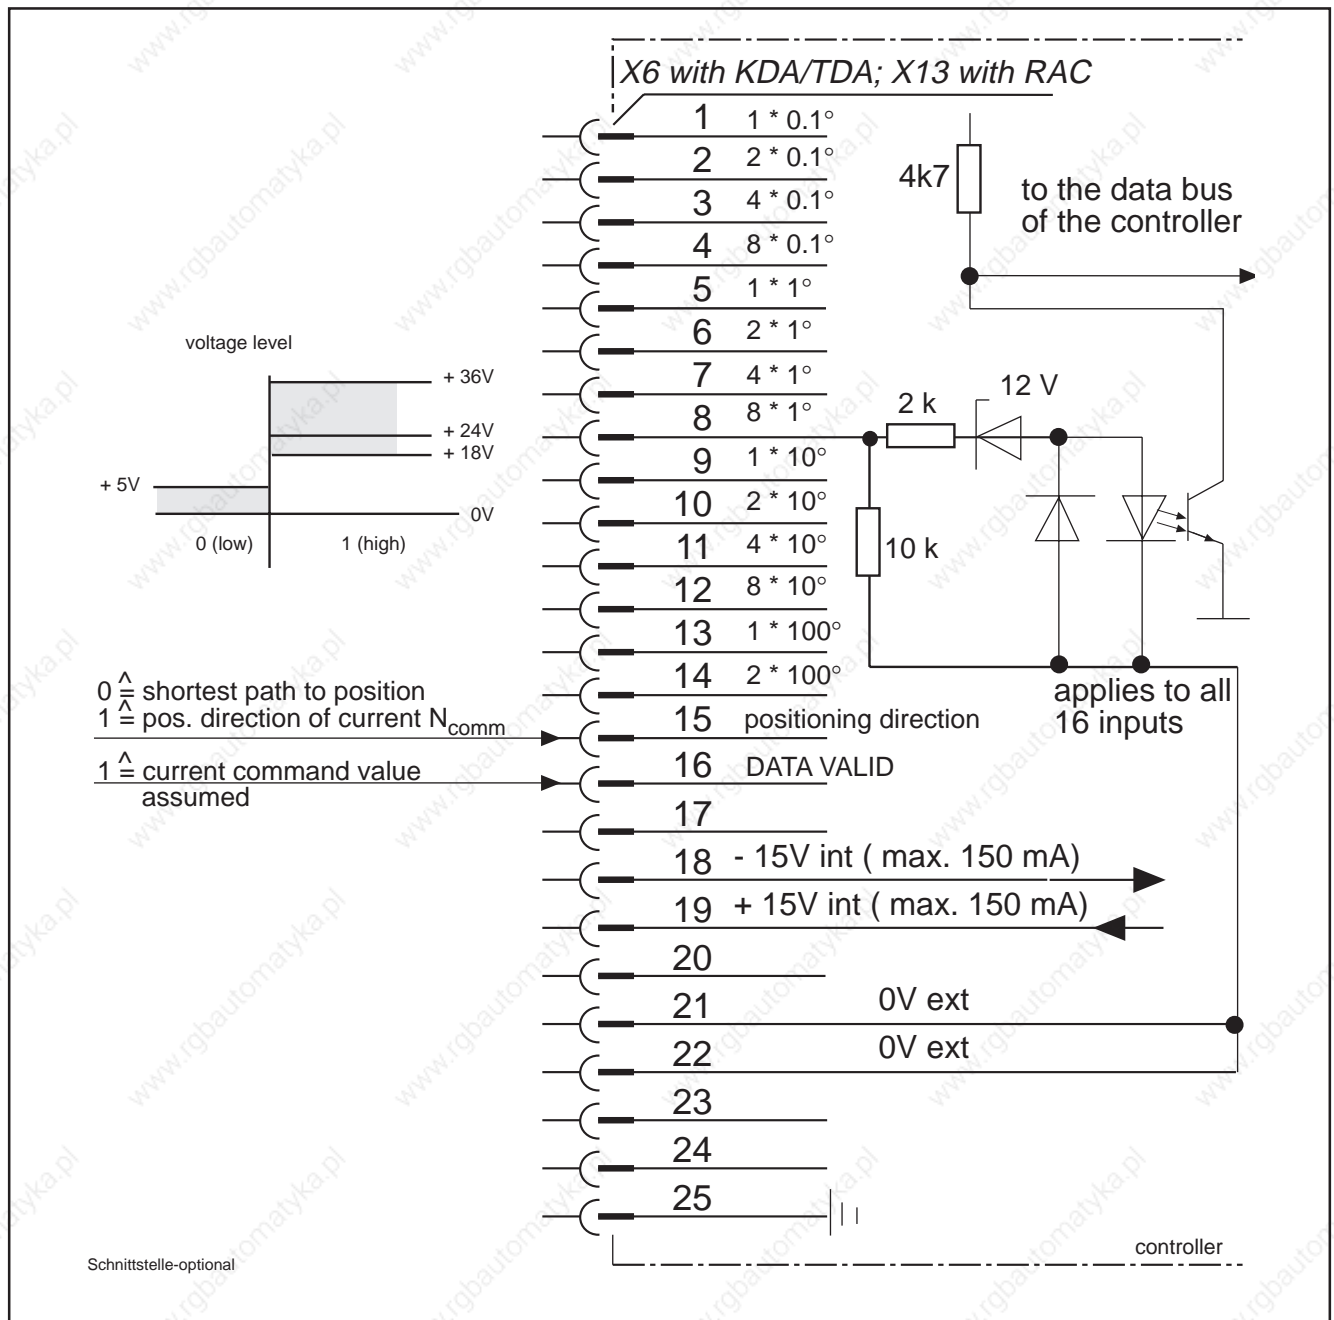 X6 with KDA/TDA; X13 with RAC
1 1 * 0.1°
2 2 * 0.1°
3 4 * 0.1°
4 8 * 0.1°
5 1 * 1°
6 2 * 1°
7 4 * 1°
8 8 * 1°
9 1 * 10°
10 2 * 10°
11 4 * 10°
12 8 * 10°
13 1 * 100°
14 2 * 100°
15 positioning direction
16 DATA VALID
17
18 - 15V int ( max. 150 mA)
19 + 15V int ( max. 150 mA)
20
21 0V ext
22 0V ext
23
24
25
4k7
to the data bus
of the controller
2 k
12 V
10 k
applies to all
16 inputs
voltage level
+ 36V
+ 24V
+ 18V
+ 5V
0V
0 (low)
1 (high)
0 ≙ shortest path to position
1 ≙ pos. direction of current Ncomm
1 ≙ current command value
assumed
controller
Schnittstelle-optional
www.rgbautomatyka.pl